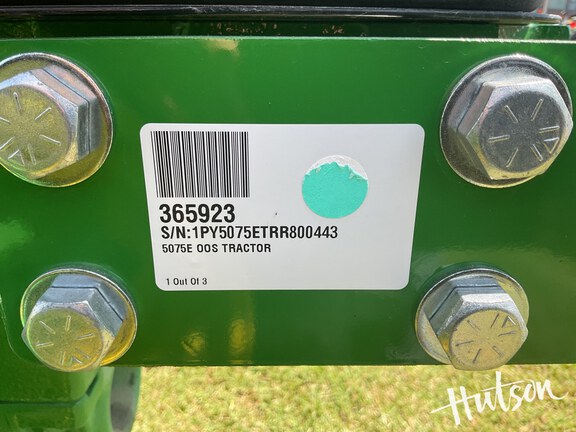 365923
S/N:1PY5075ETRR800443
5075E OOS TRACTOR
1 Out Of 3
Hutson